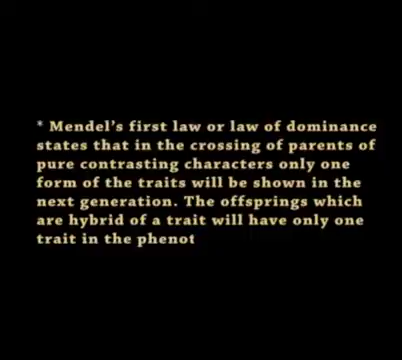 * Mendel's first law or law of dominance
states that in the crossing of parents of
pure contrasting characters only one
form of the traits will be shown in the
next generation. The offsprings which
are hybrid of a trait will have only one
trait in the phenot